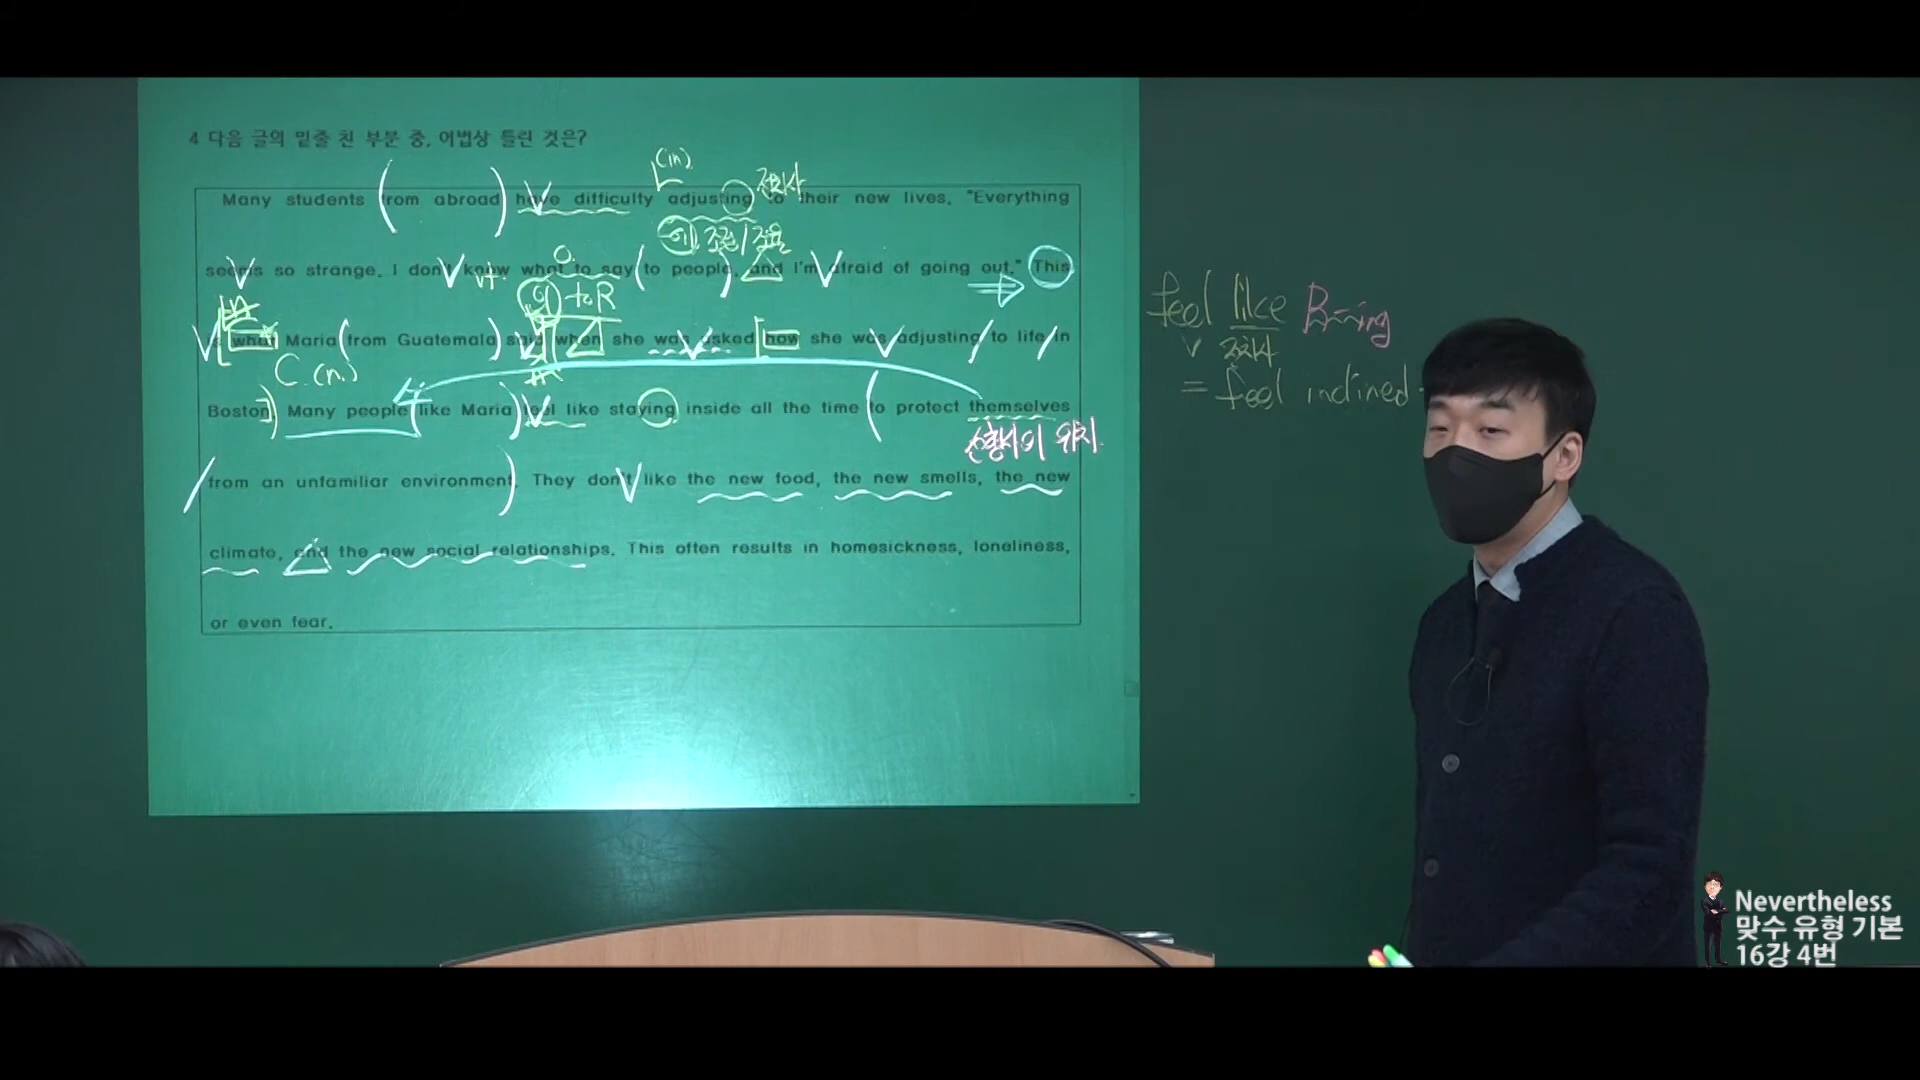 4 다음 글의 밑줄 친 부분 중, 어법상 틀린 것은?
(in)
전치사
Many students from abroad have difficulty adjusting to their new lives. "Everything
에
O.
seems so strange. I don't know what to say to people, and I'm afraid of going out." This
vt.
to R
is what Maria from Guatemala said when she was asked how she was adjusting to life in
C.(n.)
Boston. Many people like Maria feel like staying inside all the time to protect themselves
선행사의 위치.
from an unfamiliar environment. They don't like the new food, the new smells, the new
climate, and the new social relationships. This often results in homesickness, loneliness,
or even fear.
feel like R-ing
V 전치사
= feel inclined
Nevertheless
맞수 유형 기본
16강 4번